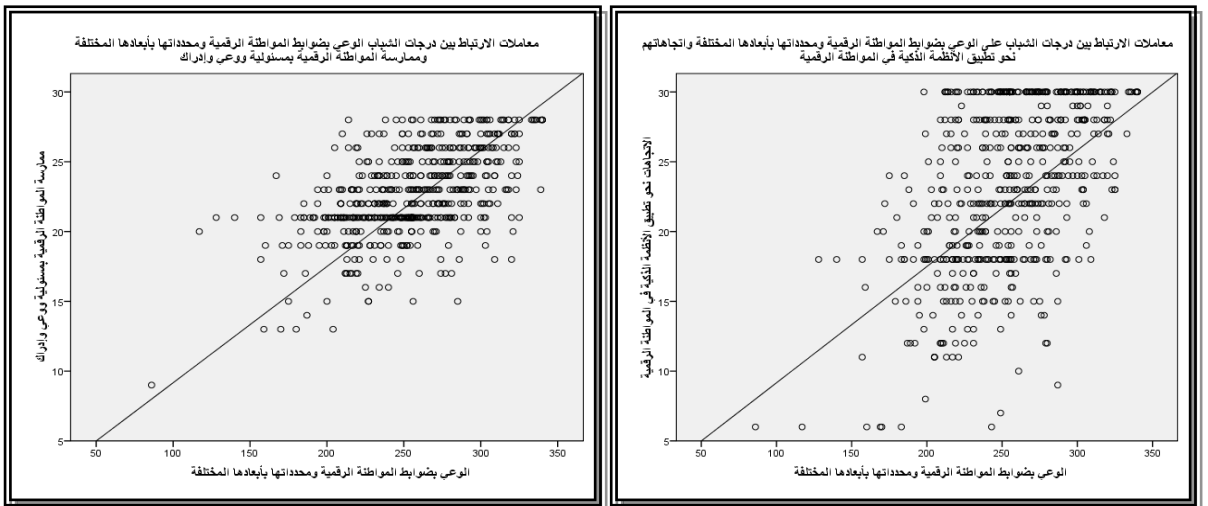 معاملات الارتباط بين درجات الشباب الوعي بضوابط المواطنة الرقمية ومحدداتها بأبعادها المختلفة
وممارسة المواطنة الرقمية بمسئولية ووعي وإدراك
ممارسة المواطنة الرقمية بمسئولية ووعي وإدراك
30
25
20
15
10
5
50 100 150 200 250 300 350
الوعي بضوابط المواطنة الرقمية ومحدداتها بأبعادها المختلفة
معاملات الارتباط بين درجات الشباب علي الوعي بضوابط المواطنة الرقمية ومحدداتها بأبعادها المختلفة واتجاهاتهم
نحو تطبيق الأنظمة الذكية في المواطنة الرقمية
الاتجاهات نحو تطبيق الأنظمة الذكية في المواطنة الرقمية
30
25
20
15
10
5
50 100 150 200 250 300 350
الوعي بضوابط المواطنة الرقمية ومحدداتها بأبعادها المختلفة